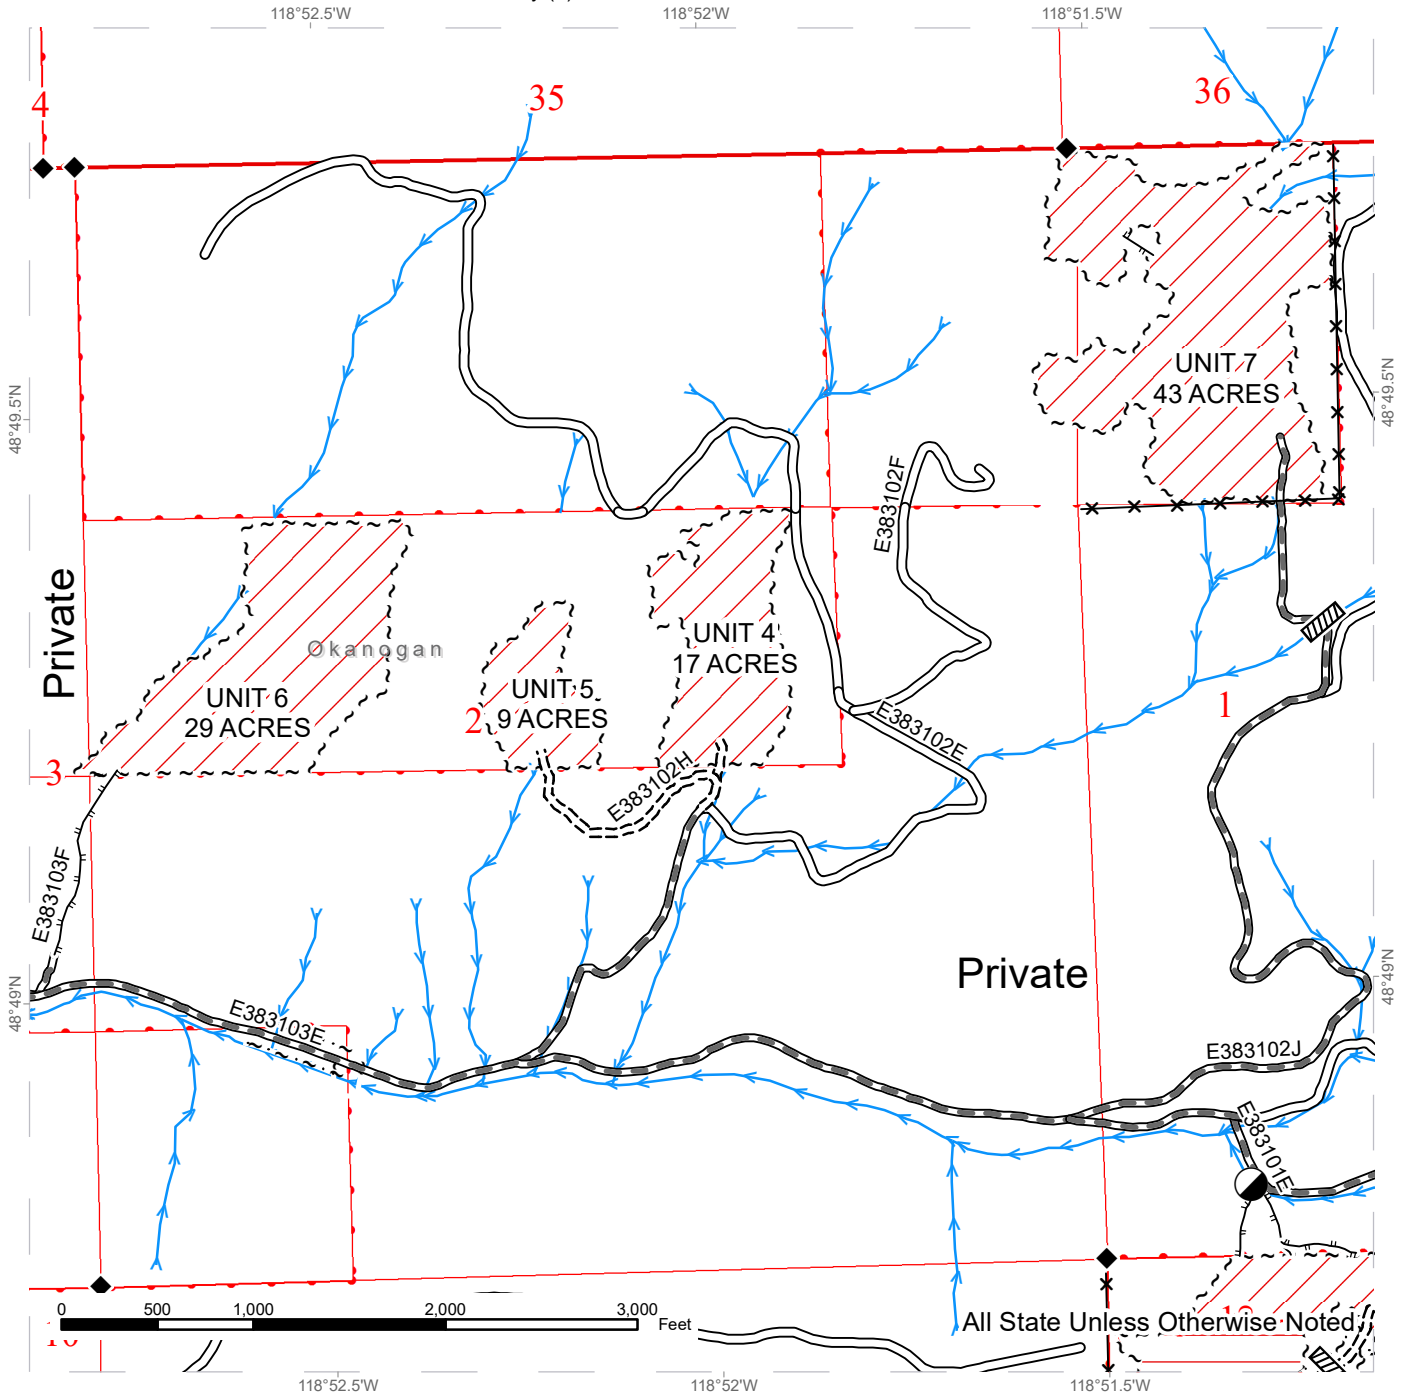 118°52.5'W
118°52'W
118°51.5'W
4
35
36
48°49.5'N
48°49.5'N
UNIT 7
43 ACRES
E383102F
Private
Okanogan
UNIT 4
17 ACRES
UNIT 6
29 ACRES
UNIT 5
9 ACRES
2
1
E383102E
3
E383102H
E383103F
Private
48°49'N
48°49'N
E383103E
E383102J
E383101E
0
500
1,000
2,000
3,000
Feet
All State Unless Otherwise Noted
12
10
118°52.5'W
118°52'W
118°51.5'W